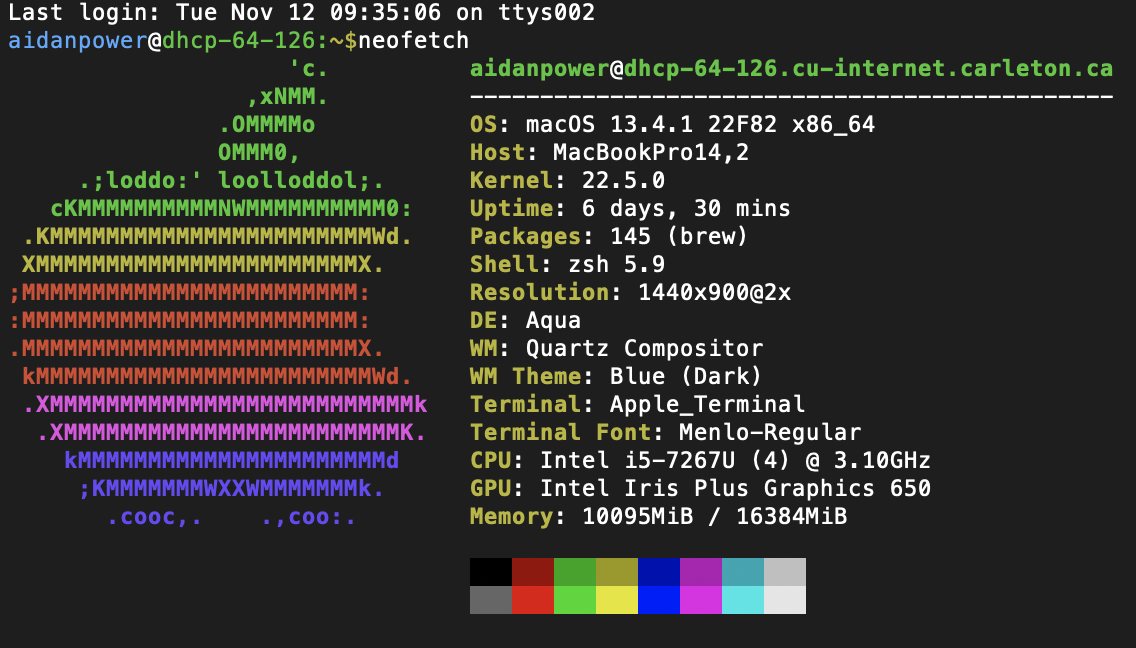 Last login: Tue Nov 12 09:35:06 on ttys002
aidanpower@dhcp-64-126:~$neofetch
                    'c.          aidanpower@dhcp-64-126.cu-internet.carleton.ca
                 ,xNMM.          ----------------------------------------------
               .OMMMMo           OS: macOS 13.4.1 22F82 x86_64
               OMMM0,            Host: MacBookPro14,2
     .;loddo:' loolloddol;.      Kernel: 22.5.0
   cKMMMMMMMMMMNWMMMMMMMMMM0:    Uptime: 6 days, 30 mins
 .KMMMMMMMMMMMMMMMMMMMMMMMWd.    Packages: 145 (brew)
 XMMMMMMMMMMMMMMMMMMMMMMMX.      Shell: zsh 5.9
;MMMMMMMMMMMMMMMMMMMMMMMM:       Resolution: 1440x900@2x
:MMMMMMMMMMMMMMMMMMMMMMMM:       DE: Aqua
.MMMMMMMMMMMMMMMMMMMMMMMMX.      WM: Quartz Compositor
 kMMMMMMMMMMMMMMMMMMMMMMMMWd.    WM Theme: Blue (Dark)
 .XMMMMMMMMMMMMMMMMMMMMMMMMMMk   Terminal: Apple_Terminal
  .XMMMMMMMMMMMMMMMMMMMMMMMMK.   Terminal Font: Menlo-Regular
    kMMMMMMMMMMMMMMMMMMMMMMd     CPU: Intel i5-7267U (4) @ 3.10GHz
     ;KMMMMMMMWXXWMMMMMMMk.      GPU: Intel Iris Plus Graphics 650
       .cooc,.    .,coo:.        Memory: 10095MiB / 16384MiB